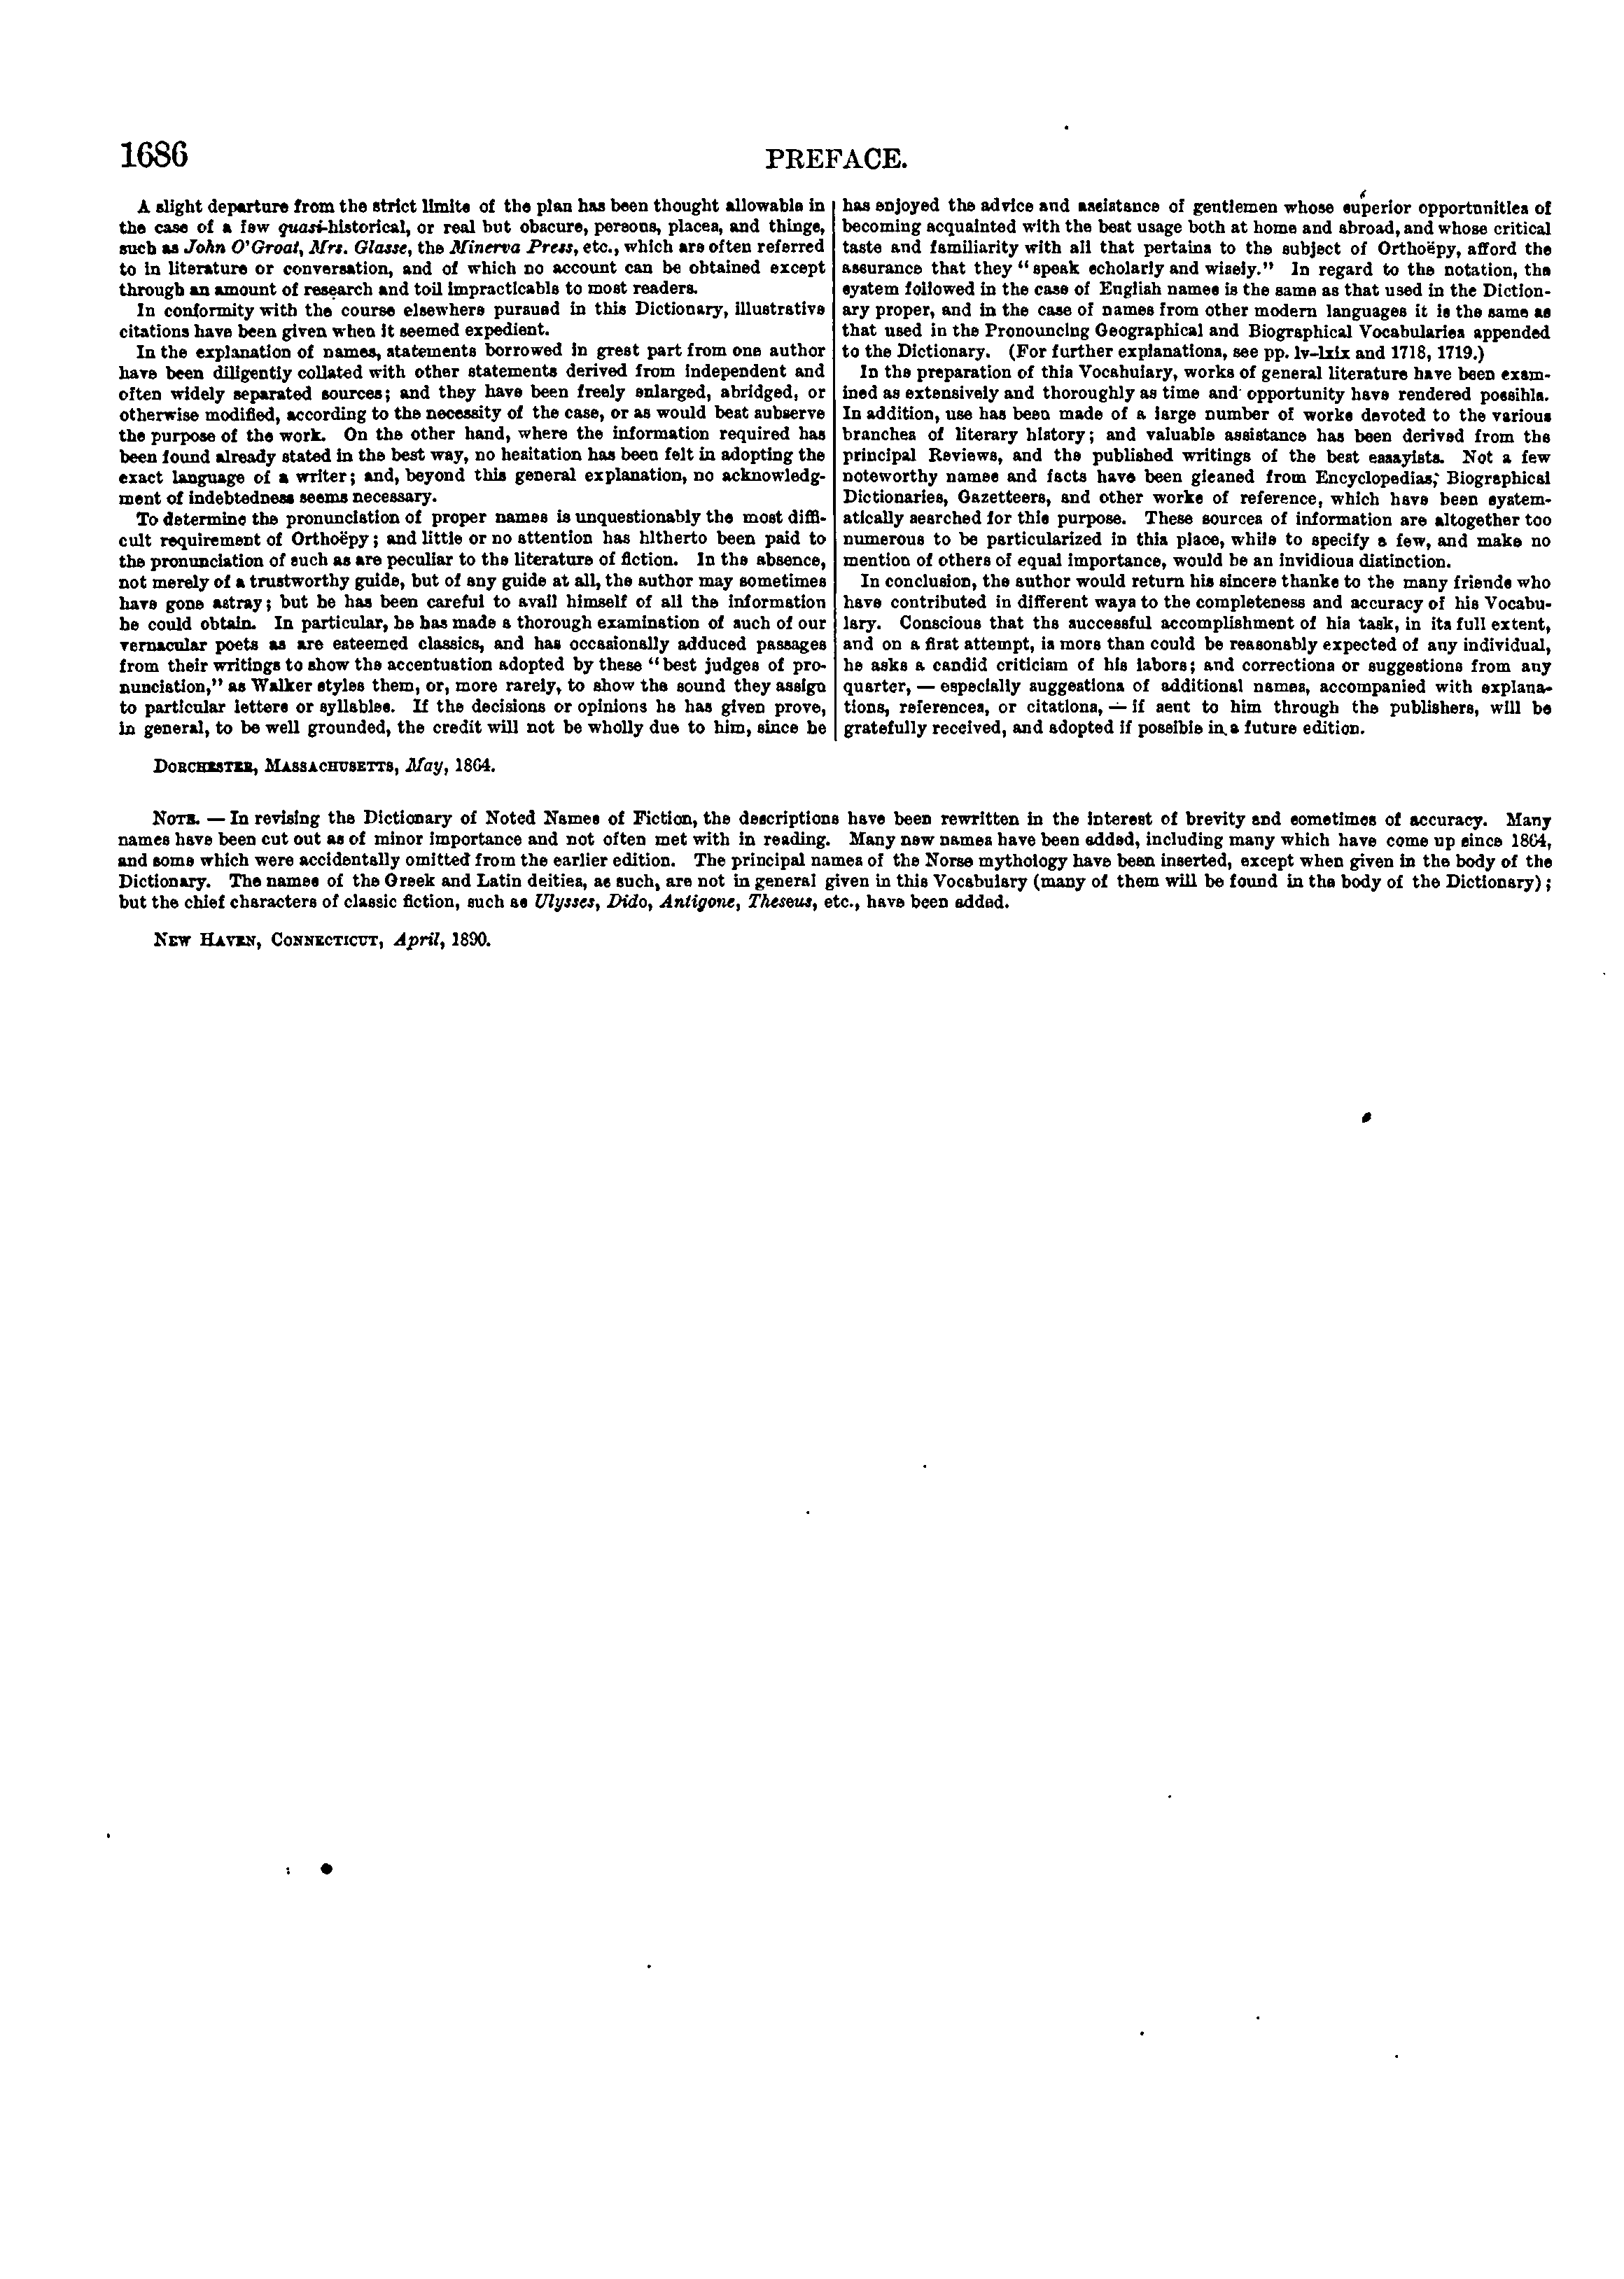 1686
PREFACE.
A slight departure from the strict limits of the plan has been thought allowable in
the case of a few quasi-historical, or real but obscure, persons, places, and things,
such as John O'Groat, Mrs. Glasse, the Minerva Press, etc., which are often referred
to in literature or conversation, and of which no account can be obtained except
through an amount of research and toil impracticable to most readers.
In conformity with the course elsewhere pursued in this Dictionary, illustrative
citations have been given when it seemed expedient.
In the explanation of names, statements borrowed in great part from one author
have been diligently collated with other statements derived from independent and
often widely separated sources; and they have been freely enlarged, abridged, or
otherwise modified, according to the necessity of the case, or as would best subserve
the purpose of the work. On the other hand, where the information required has
been found already stated in the best way, no hesitation has been felt in adopting the
exact language of a writer; and, beyond this general explanation, no acknowledg-
ment of indebtedness seems necessary.
To determine the pronunciation of proper names is unquestionably the most diffi-
cult requirement of Orthoëpy; and little or no attention has hitherto been paid to
the pronunciation of such as are peculiar to the literature of fiction. In the absence,
not merely of a trustworthy guide, but of any guide at all, the author may sometimes
have gone astray; but he has been careful to avail himself of all the information
he could obtain. In particular, he has made a thorough examination of such of our
vernacular poets as are esteemed classics, and has occasionally adduced passages
from their writings to show the accentuation adopted by these "best judges of pro-
nunciation," as Walker styles them, or, more rarely, to show the sound they assign
to particular letters or syllables. If the decisions or opinions he has given prove,
in general, to be well grounded, the credit will not be wholly due to him, since he
has enjoyed the advice and assistance of gentlemen whose superior opportunities of
becoming acquainted with the best usage both at home and abroad, and whose critical
taste and familiarity with all that pertains to the subject of Orthoëpy, afford the
assurance that they "speak scholarly and wisely." In regard to the notation, the
system followed in the case of English names is the same as that used in the Diction-
ary proper, and in the case of names from other modern languages it is the same as
that used in the Pronouncing Geographical and Biographical Vocabularies appended
to the Dictionary. (For further explanations, see pp. lv-lxix and 1718, 1719.)
In the preparation of this Vocabulary, works of general literature have been exam-
ined as extensively and thoroughly as time and opportunity have rendered possible.
In addition, use has been made of a large number of works devoted to the various
branches of literary history; and valuable assistance has been derived from the
principal Reviews, and the published writings of the best essayists. Not a few
noteworthy names and facts have been gleaned from Encyclopedias, Biographical
Dictionaries, Gazetteers, and other works of reference, which have been system-
atically searched for this purpose. These sources of information are altogether too
numerous to be particularized in this place, while to specify a few, and make no
mention of others of equal importance, would be an invidious distinction.
In conclusion, the author would return his sincere thanks to the many friends who
have contributed in different ways to the completeness and accuracy of his Vocabu-
lary. Conscious that the successful accomplishment of his task, in its full extent,
and on a first attempt, is more than could be reasonably expected of any individual,
he asks a candid criticism of his labors; and corrections or suggestions from any
quarter, — especially suggestions of additional names, accompanied with explana-
tions, references, or citations, — if sent to him through the publishers, will be
gratefully received, and adopted if possible in a future edition.
DORCHESTER, MASSACHUSETTS, May, 1864.
NOTE. — In revising the Dictionary of Noted Names of Fiction, the descriptions have been rewritten in the interest of brevity and sometimes of accuracy. Many
names have been cut out as of minor importance and not often met with in reading. Many new names have been added, including many which have come up since 1864,
and some which were accidentally omitted from the earlier edition. The principal names of the Norse mythology have been inserted, except when given in the body of the
Dictionary. The names of the Greek and Latin deities, as such, are not in general given in this Vocabulary (many of them will be found in the body of the Dictionary);
but the chief characters of classic fiction, such as Ulysses, Dido, Antigone, Theseus, etc., have been added.
NEW HAVEN, CONNECTICUT, April, 1890.